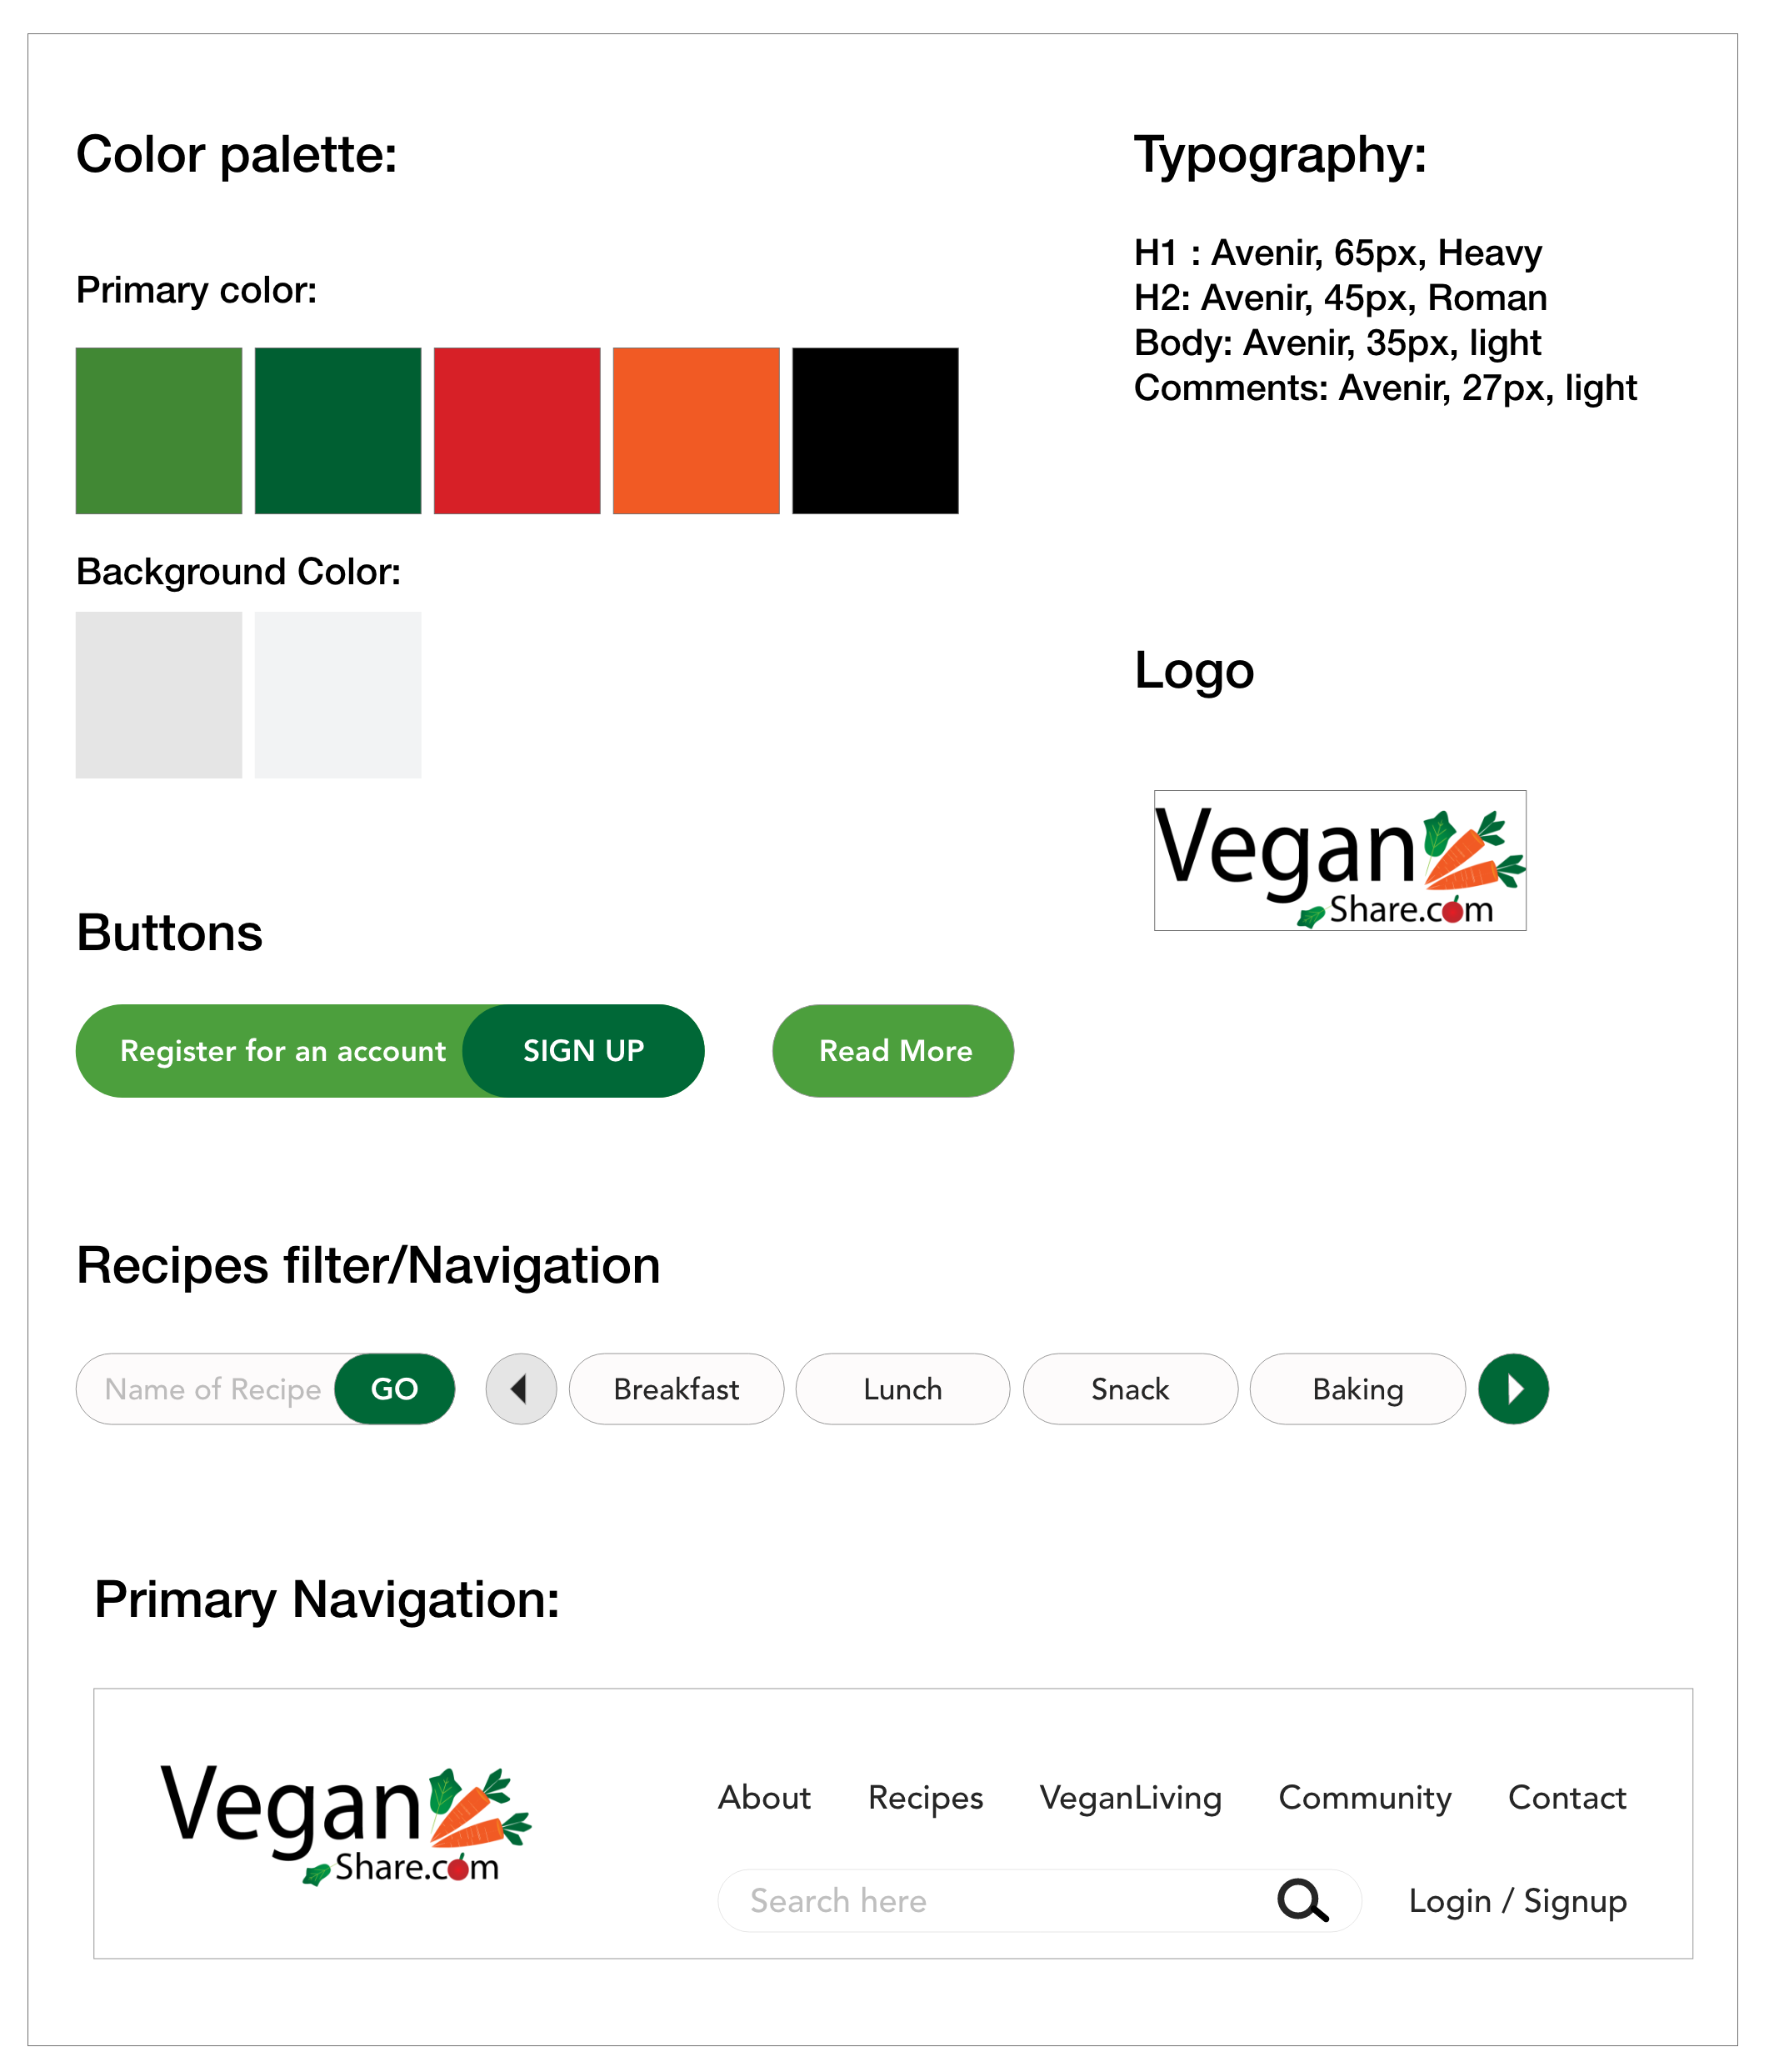 Color palette:
Primary color:
Background Color:
Typography:
H1 : Avenir, 65px, Heavy
H2: Avenir, 45px, Roman
Body: Avenir, 35px, light
Comments: Avenir, 27px, light
Logo
Vegan
Share.com
Buttons
Register for an account SIGN UP Read More
Recipes filter/Navigation
Name of Recipe GO Breakfast Lunch Snack Baking
Primary Navigation:
Vegan
Share.com
About Recipes VeganLiving Community Contact
Search here Login / Signup